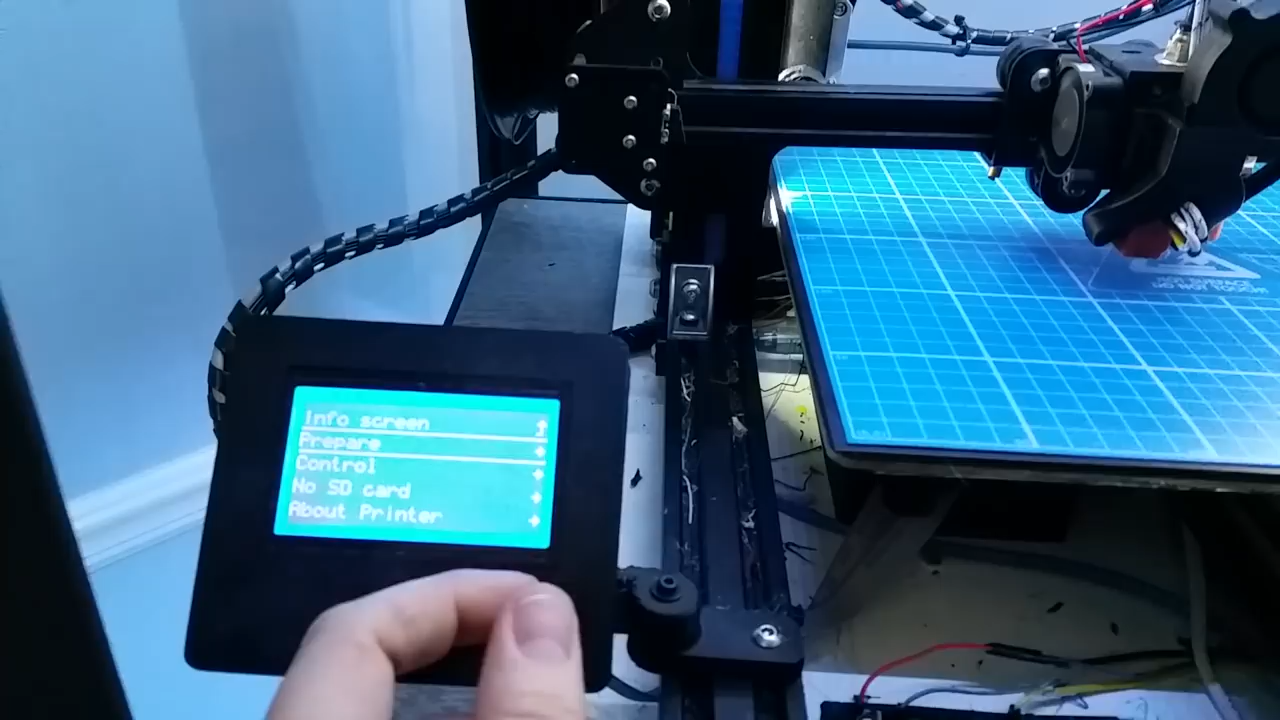 Info screen
Prepare
Control
No SD card
About Printer